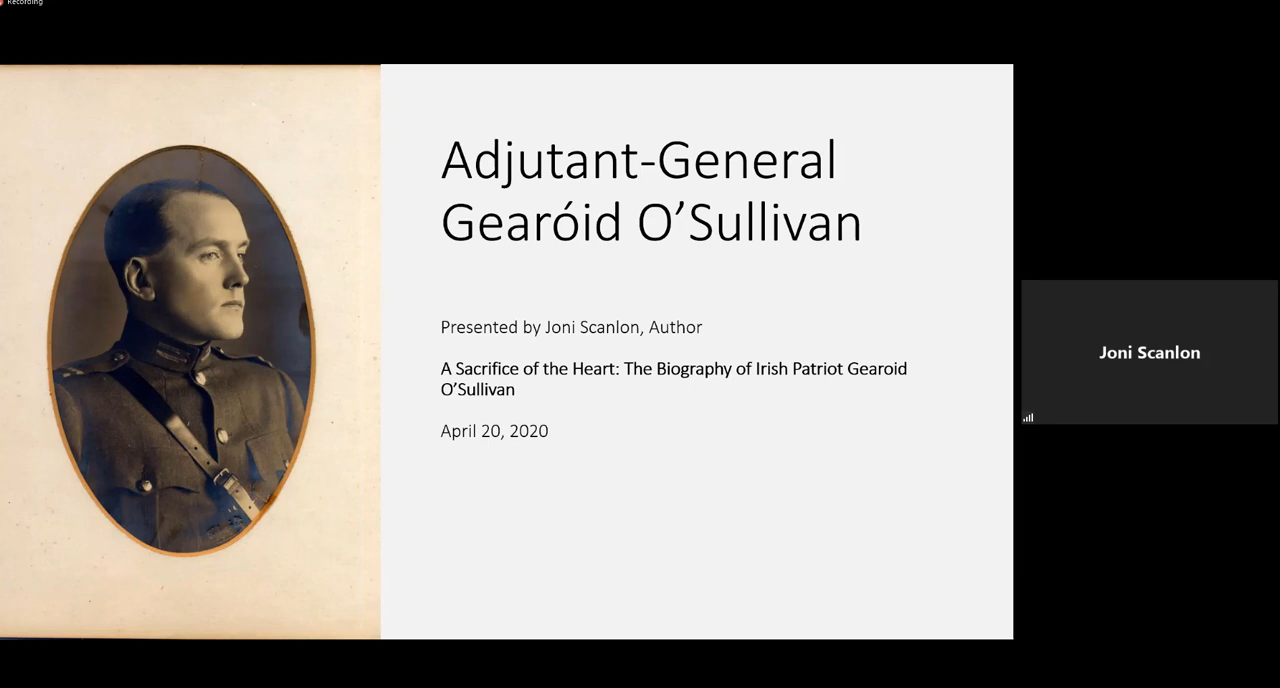 Recording
Adjutant-General
Gearóid O’Sullivan
Presented by Joni Scanlon, Author
A Sacrifice of the Heart: The Biography of Irish Patriot Gearoid
O’Sullivan
April 20, 2020
Joni Scanlon